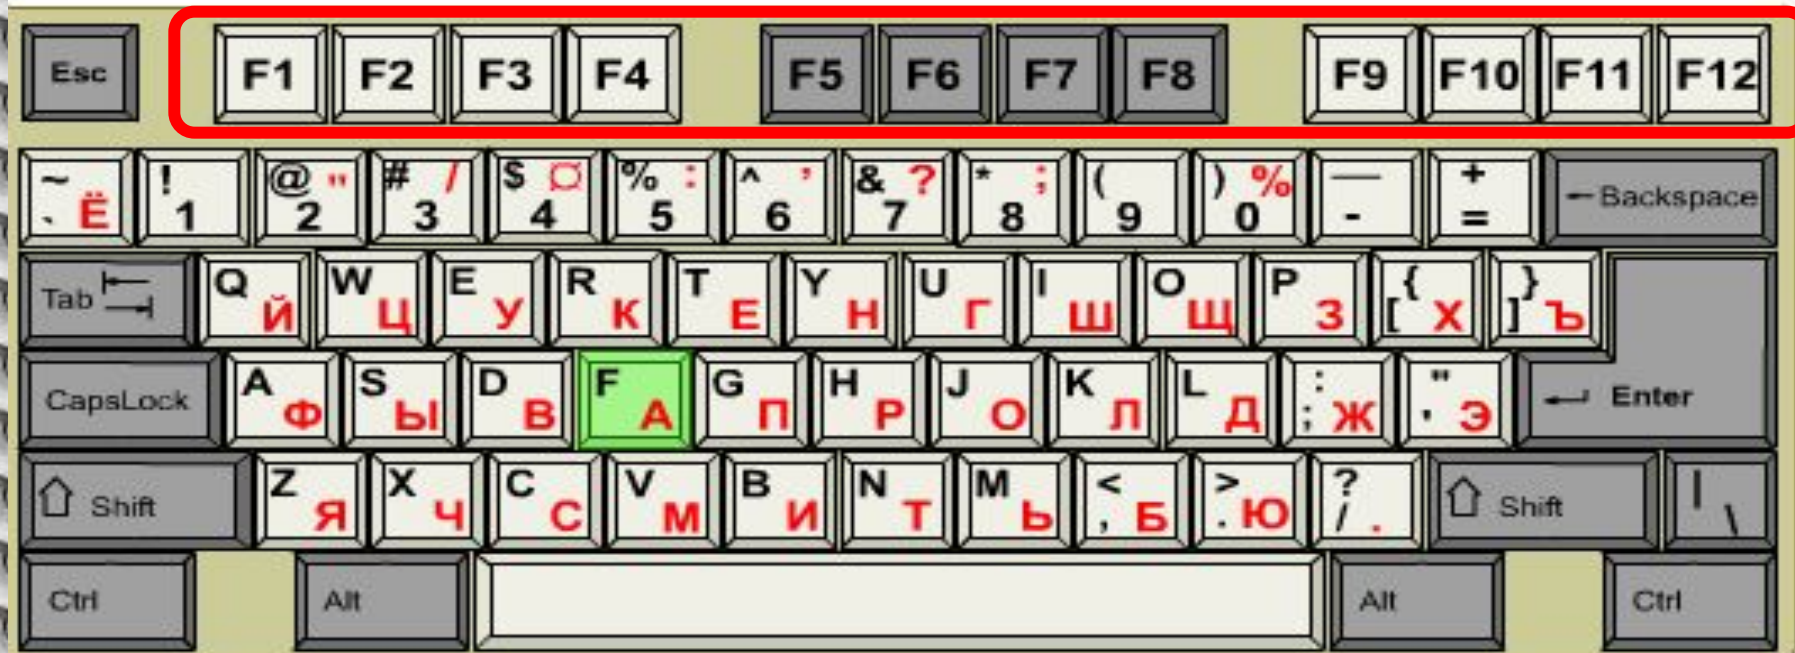 Esc F1 F2 F3 F4 F5 F6 F7 F8 F9 F10 F11 F12
~ ` Ё ! 1 @ " 2 # / 3 $ ¤ 4 % : 5 ^ ' 6 & ? 7 * ; 8 ( 9 ) % 0 — - + = ←Backspace
Tab Q Й W Ц E У R К T Е Y Н U Г I Ш O Щ P З { [ Х } ] Ъ
CapsLock A Ф S Ы D В F А G П H Р J О K Л L Д : ; Ж " ' Э Enter
Shift Z Я X Ч C С V М B И N Т M Ь < , Б > . Ю ? / . Shift | \
Ctrl Alt Alt Ctrl